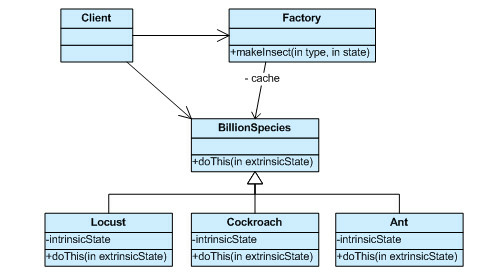 Client
Factory
+makeInsect(in type, in state)
- cache
BillionSpecies
+doThis(in extrinsicState)
Locust
-intrinsicState
+doThis(in extrinsicState)
Cockroach
-intrinsicState
+doThis(in extrinsicState)
Ant
-intrinsicState
+doThis(in extrinsicState)